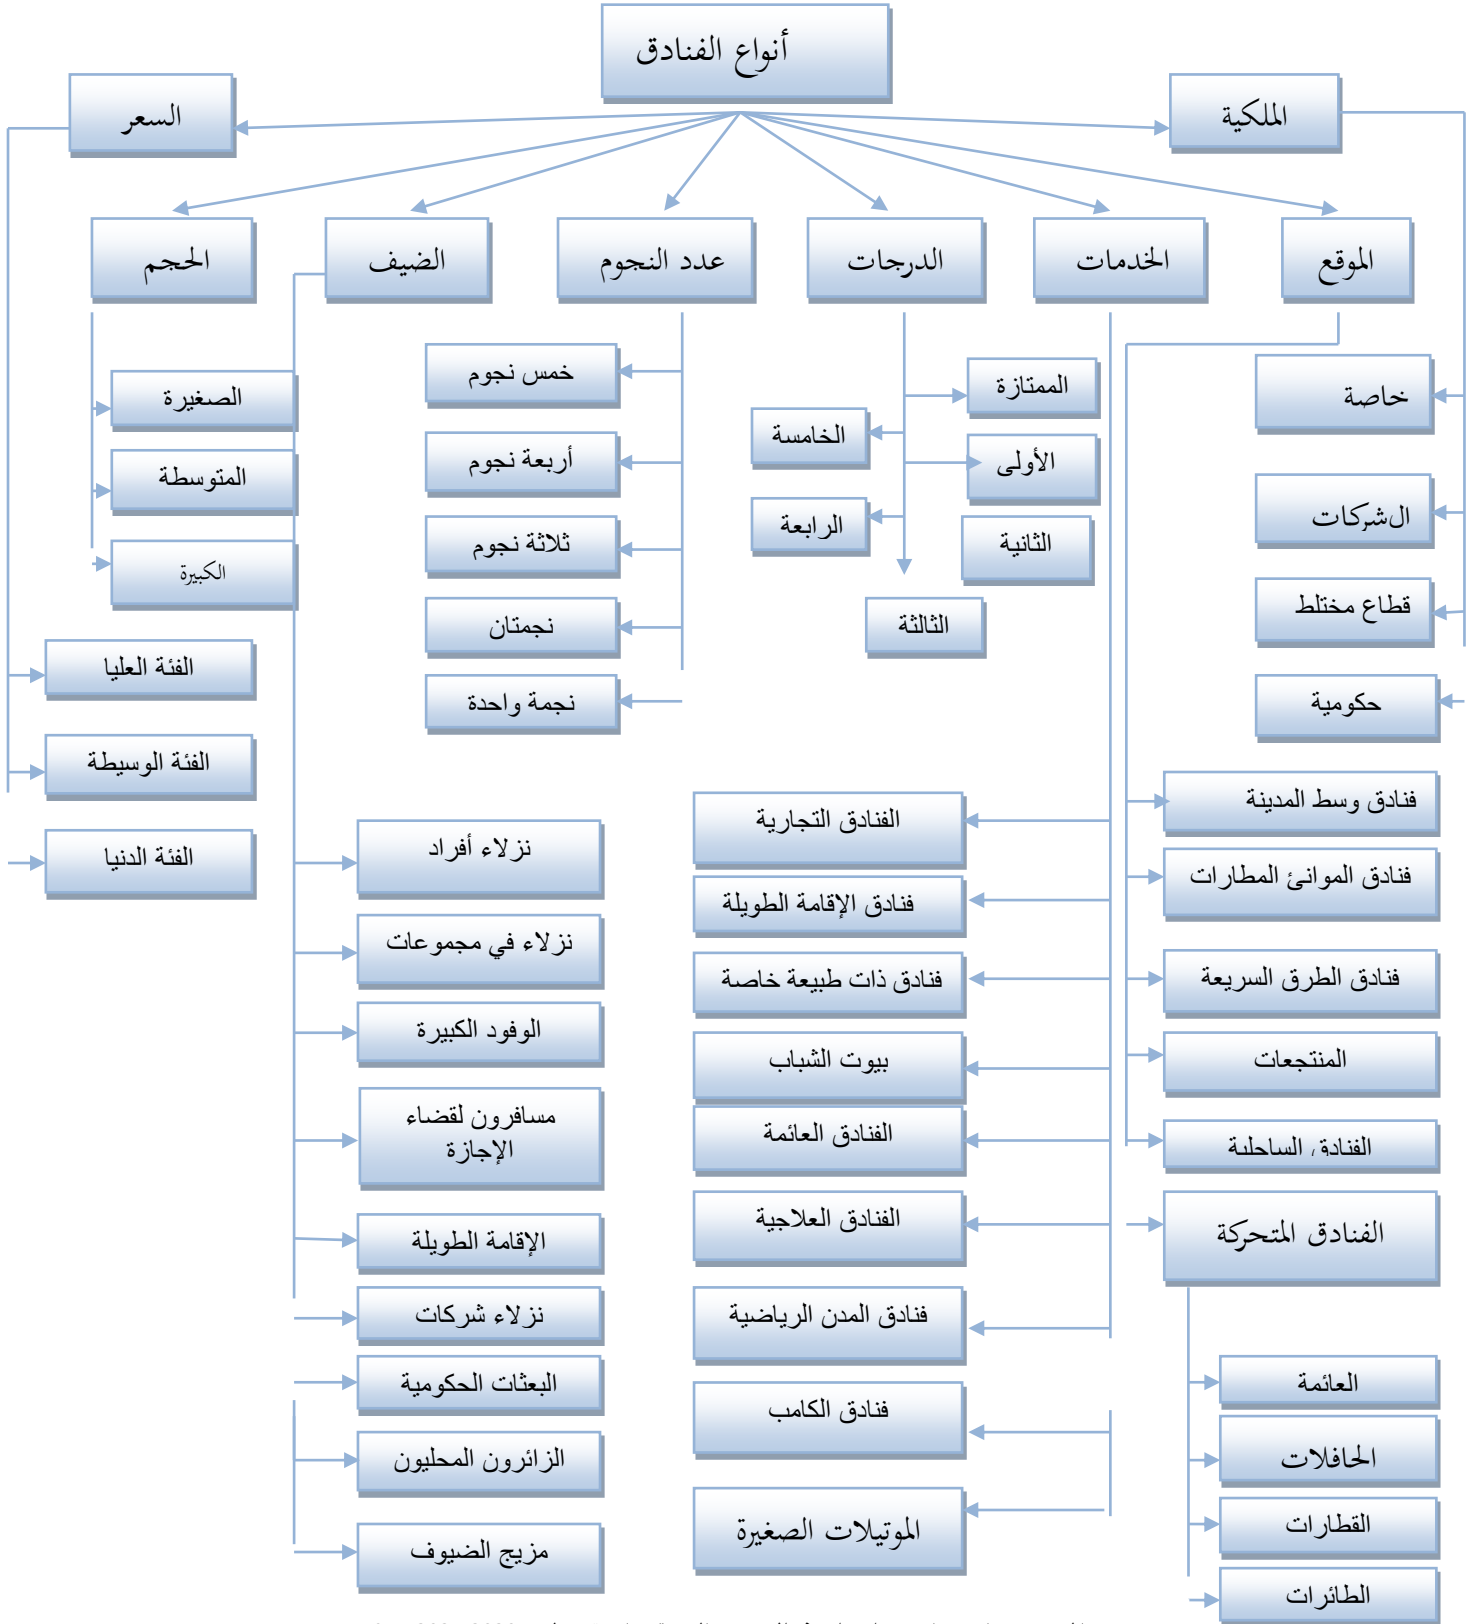 أنواع الفنادق
الملكية
السعر
الموقع
الخدمات
الدرجات
عدد النجوم
الضيف
الحجم
خاصة
الشركات
قطاع مختلط
حكومية
فنادق وسط المدينة
فنادق الموانئ المطارات
فنادق الطرق السريعة
المنتجعات
الفنادق الساحلية
الفنادق المتحركة
العائمة
الحافلات
القطارات
الطائرات
الفنادق التجارية
فنادق الإقامة الطويلة
فنادق ذات طبيعة خاصة
بيوت الشباب
الفنادق العائمة
الفنادق العلاجية
فنادق المدن الرياضية
فنادق الكامب
الموتيلات الصغيرة
الممتازة
الأولى
الثانية
الثالثة
الرابعة
الخامسة
خمس نجوم
أربعة نجوم
ثلاثة نجوم
نجمتان
نجمة واحدة
نزلاء أفراد
نزلاء في مجموعات
الوفود الكبيرة
مسافرون لقضاء
الإجازة
الإقامة الطويلة
نزلاء شركات
البعثات الحكومية
الزائرون المحليون
مزيج الضيوف
الصغيرة
المتوسطة
الكبيرة
الفئة العليا
الفئة الوسيطة
الفئة الدنيا